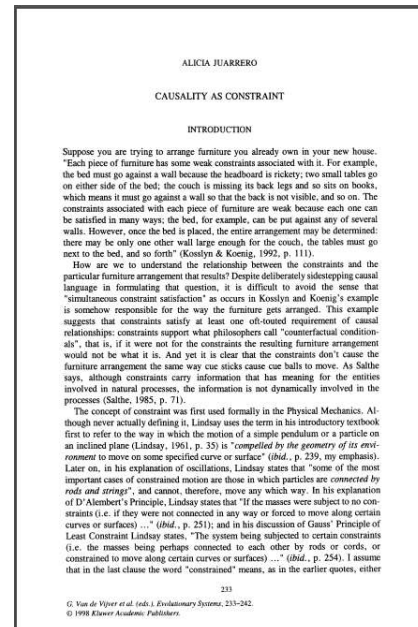 ALICIA JUARRERO
CAUSALITY AS CONSTRAINT
INTRODUCTION
Suppose you are trying to arrange furniture you already own in your new house.
"Each piece of furniture has some weak constraints associated with it. For example,
the bed must go against a wall because the headboard is rickety; two small tables go
on either side of the bed; the couch is missing its back legs and so sits on books,
which means it must go against a wall so that the back is not visible, and so on. The
constraints associated with each piece of furniture are weak because each one can
be satisfied in many ways; the bed, for example, can be put against any of several
walls. However, once the bed is placed, the entire arrangement may be determined:
there may be only one other wall large enough for the couch, the tables must go
next to the bed, and so forth" (Kosslyn & Koenig, 1992, p. 111).
How are we to understand the relationship between the constraints and the
particular furniture arrangement that results? Despite deliberately sidestepping causal
language in formulating that question, it is difficult to avoid the sense that
"simultaneous constraint satisfaction" as occurs in Kosslyn and Koenig's example
is somehow responsible for the way the furniture gets arranged. This example
suggests that constraints satisfy at least one oft-touted requirement of causal
relationships: constraints support what philosophers call "counterfactual condition-
als", that is, if it were not for the constraints the resulting furniture arrangement
would not be what it is. And yet it is clear that the constraints don't cause the
furniture arrangement the same way cue sticks cause cue balls to move. As Salthe
says, although constraints carry information that has meaning for the entities
involved in natural processes, the information is not dynamically involved in the
processes (Salthe, 1985, p. 71).
The concept of constraint was first used formally in the Physical Mechanics. Al-
though never actually defining it, Lindsay uses the term in his introductory textbook
first to refer to the way in which the motion of a simple pendulum or a particle on
an inclined plane (Lindsay, 1961, p. 35) is "compelled by the geometry of its envi-
ronment to move on some specified curve or surface" (ibid., p. 239, my emphasis).
Later on, in his explanation of oscillations, Lindsay states that "some of the most
important cases of constrained motion are those in which particles are connected by
rods and strings", and cannot, therefore, move any which way. In his explanation
of D'Alembert's Principle, Lindsay states that "If the masses were subject to no con-
straints (i.e. if they were not connected in any way or forced to move along certain
curves or surfaces) ..." (ibid., p. 251); and in his discussion of Gauss' Principle of
Least Constraint Lindsay states, "The system being subjected to certain constraints
(i.e. the masses being perhaps connected to each other by rods or cords, or
constrained to move along certain curves or surfaces) ..." (ibid., p. 254). I assume
that in the last clause the word "constrained" means, as in the earlier quotes, either
233
G. Van de Vijver et al. (eds.), Evolutionary Systems, 233–242.
© 1998 Kluwer Academic Publishers.